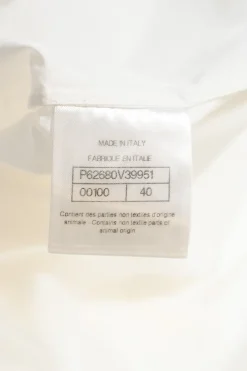 MADE IN ITALY
FABRIQUE EN ITALIE
P62680V39951
00100 40
Contient des parties non textiles d'origine
animale - Contains non textile parts of
animal origin